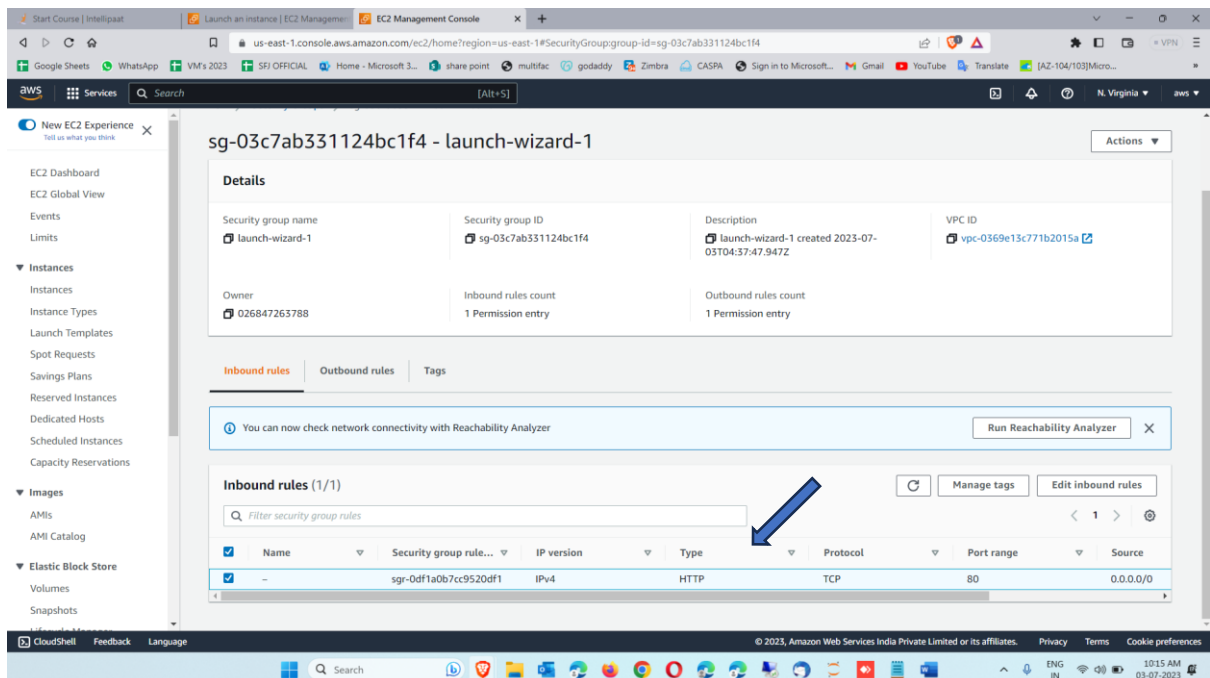 Start Course | Intellipaat
Launch an instance | EC2 Managemen
EC2 Management Console
us-east-1.console.aws.amazon.com/ec2/home?region=us-east-1#SecurityGroup:group-id=sg-03c7ab331124bc1f4
VPN
Google Sheets WhatsApp VM's 2023 SFJ OFFICIAL Home - Microsoft 3... share point multifac godaddy Zimbra CASPA Sign in to Microsoft... Gmail YouTube Translate [AZ-104/103]Micro... »
aws Services Search [Alt+S] N. Virginia aws
New EC2 Experience
Tell us what you think
EC2 Dashboard
EC2 Global View
Events
Limits
Instances
Instances
Instance Types
Launch Templates
Spot Requests
Savings Plans
Reserved Instances
Dedicated Hosts
Scheduled Instances
Capacity Reservations
Images
AMIs
AMI Catalog
Elastic Block Store
Volumes
Snapshots
sg-03c7ab331124bc1f4 - launch-wizard-1
Actions
Details
Security group name
launch-wizard-1
Security group ID
sg-03c7ab331124bc1f4
Description
launch-wizard-1 created 2023-07-
03T04:37:47.947Z
VPC ID
vpc-0369e13c771b2015a
Owner
026847263788
Inbound rules count
1 Permission entry
Outbound rules count
1 Permission entry
Inbound rules Outbound rules Tags
You can now check network connectivity with Reachability Analyzer
Run Reachability Analyzer
Inbound rules (1/1)
Manage tags Edit inbound rules
Filter security group rules
1
Name Security group rule... IP version Type Protocol Port range Source
– sgr-0df1a0b7cc9520df1 IPv4 HTTP TCP 80 0.0.0.0/0
CloudShell Feedback Language © 2023, Amazon Web Services India Private Limited or its affiliates. Privacy Terms Cookie preferences
Search
ENG
IN
10:15 AM
03-07-2023